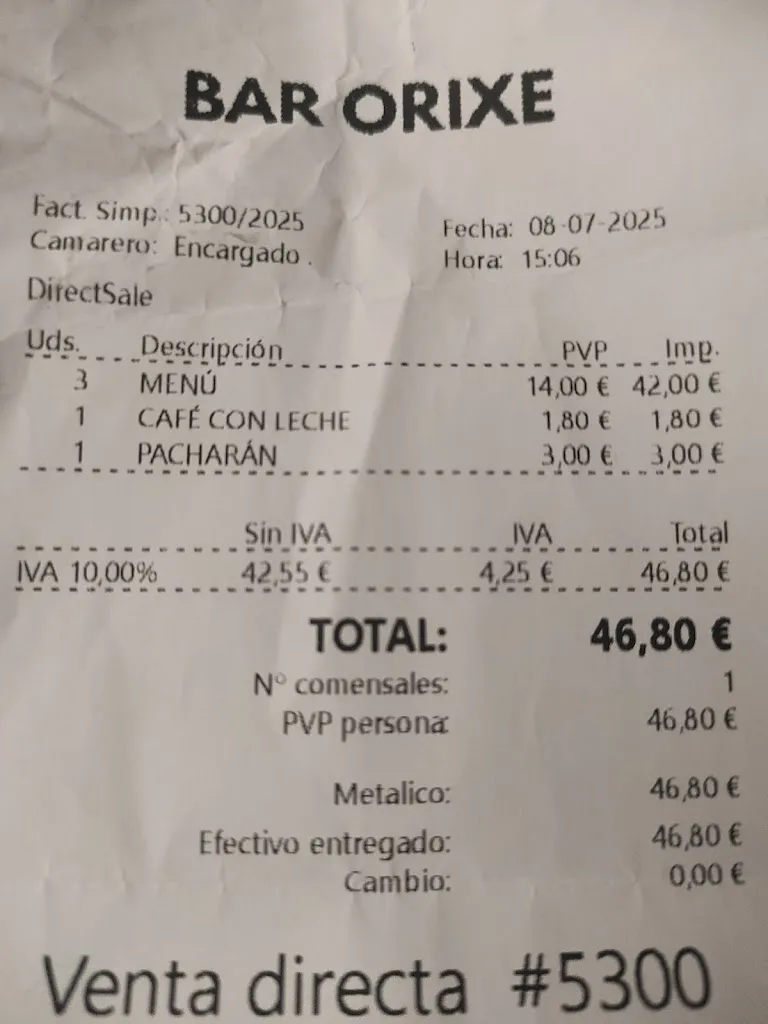 BAR ORIXE
Fact. Simp.: 5300/2025 Fecha: 08-07-2025
Camarero: Encargado . Hora: 15:06
DirectSale
Uds. Descripción PVP Imp.
3 MENÚ 14,00 € 42,00 €
1 CAFÉ CON LECHE 1,80 € 1,80 €
1 PACHARÁN 3,00 € 3,00 €
Sin IVA IVA Total
IVA 10,00% 42,55 € 4,25 € 46,80 €
TOTAL: 46,80 €
Nº comensales: 1
PVP persona: 46,80 €
Metalico: 46,80 €
Efectivo entregado: 46,80 €
Cambio: 0,00 €
Venta directa #5300